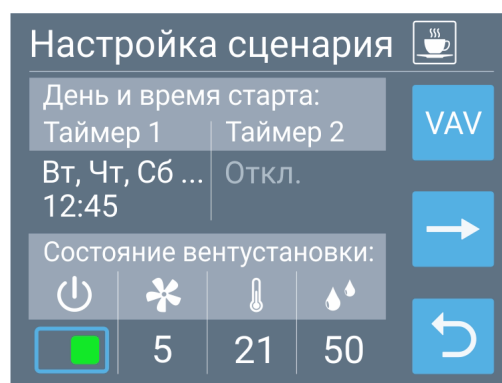 Настройка сценария
День и время старта:
Таймер 1 Таймер 2
VAV
Вт, Чт, Сб ... Откл.
12:45
Состояние вентустановки:
5 21 50